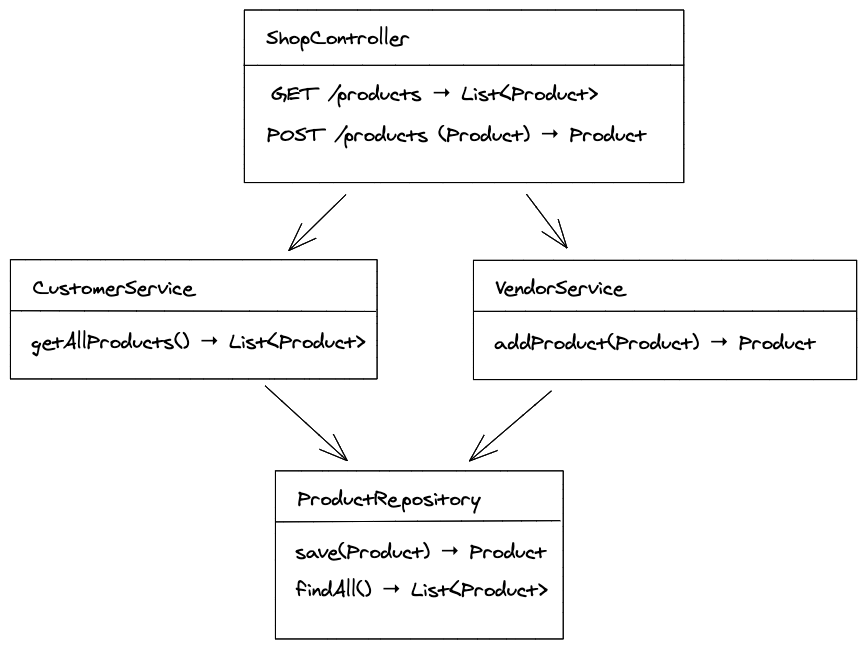 ShopController
GET /products → List<Product>
POST /products (Product) → Product
CustomerService
getAllProducts() → List<Product>
VendorService
addProduct(Product) → Product
ProductRepository
save(Product) → Product
findAll() → List<Product>